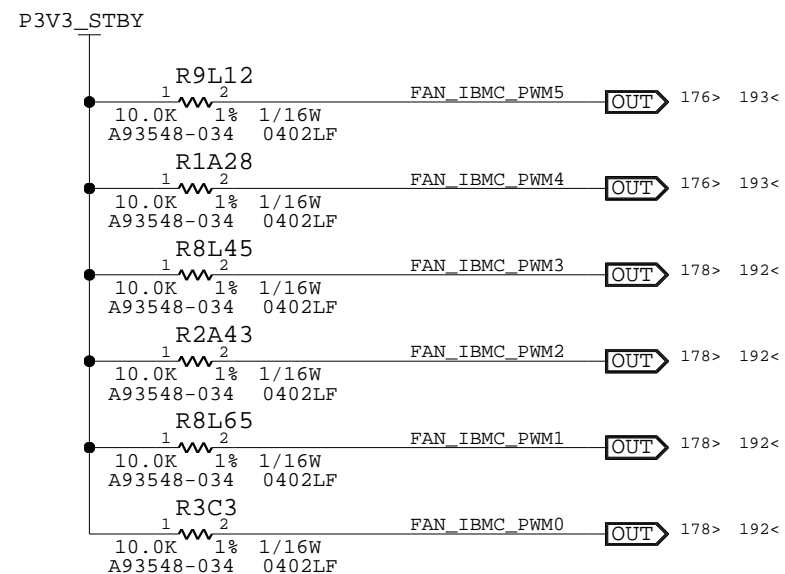 P3V3_STBY
R9L12
1 2 FAN_IBMC_PWM5 OUT 176> 193<
10.0K 1% 1/16W
A93548-034 0402LF
R1A28
1 2 FAN_IBMC_PWM4 OUT 176> 193<
10.0K 1% 1/16W
A93548-034 0402LF
R8L45
1 2 FAN_IBMC_PWM3 OUT 178> 192<
10.0K 1% 1/16W
A93548-034 0402LF
R2A43
1 2 FAN_IBMC_PWM2 OUT 178> 192<
10.0K 1% 1/16W
A93548-034 0402LF
R8L65
1 2 FAN_IBMC_PWM1 OUT 178> 192<
10.0K 1% 1/16W
A93548-034 0402LF
R3C3
1 2 FAN_IBMC_PWM0 OUT 178> 192<
10.0K 1% 1/16W
A93548-034 0402LF